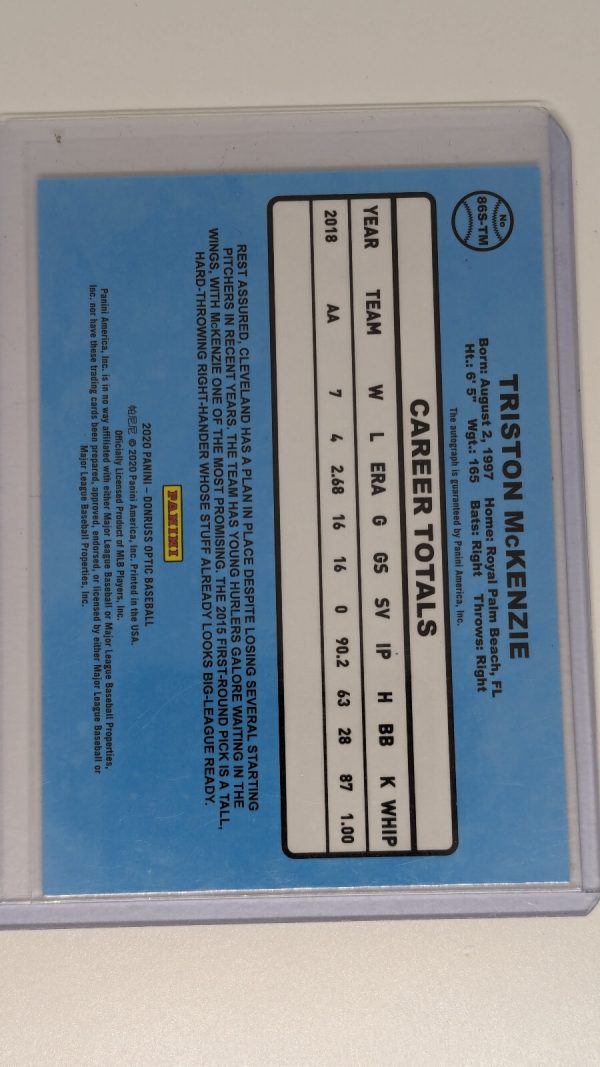 No
86S-TM
TRISTON McKENZIE
Born: August 2, 1997 Home: Royal Palm Beach, FL
Ht.: 6' 5" Wgt.: 165 Bats: Right Throws: Right
The autograph is guaranteed by Panini America, Inc.
CAREER TOTALS
YEAR TEAM W L ERA G GS SV IP H BB K WHIP
2018 AA 7 4 2.68 16 16 0 90.2 63 28 87 1.00
REST ASSURED, CLEVELAND HAS A PLAN IN PLACE DESPITE LOSING SEVERAL STARTING
PITCHERS IN RECENT YEARS. THE TEAM HAS YOUNG HURLERS GALORE WAITING IN THE
WINGS, WITH McKENZIE ONE OF THE MOST PROMISING. THE 2015 FIRST-ROUND PICK IS A TALL,
HARD-THROWING RIGHT-HANDER WHOSE STUFF ALREADY LOOKS BIG-LEAGUE READY.
PANINI
2020 PANINI – DONRUSS OPTIC BASEBALL
帕尼尼 © 2020 Panini America, Inc. Printed in the USA.
Officially Licensed Product of MLB Players, Inc.
Panini America, Inc. is in no way affiliated with either Major League Baseball or Major League Baseball Properties,
Inc. nor have these trading cards been prepared, approved, endorsed, or licensed by either Major League Baseball or
Major League Baseball Properties, Inc.